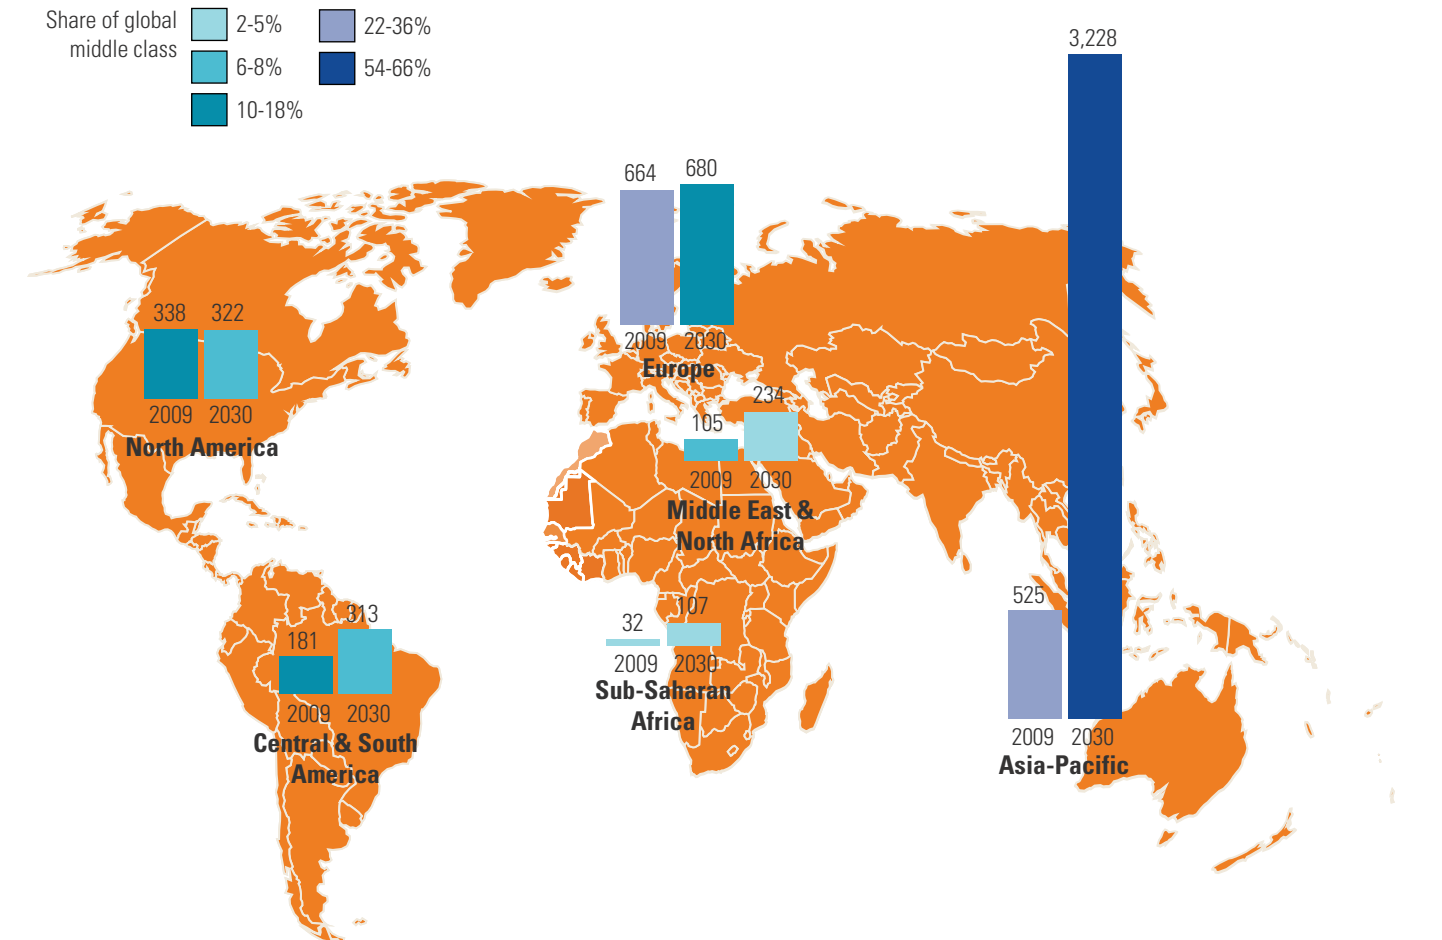 Share of global
middle class
2-5%
6-8%
10-18%
22-36%
54-66%
338
322
2009
2030
North America
664
680
2009
2030
Europe
105
234
2009
2030
Middle East &
North Africa
181
313
2009
2030
Central & South
America
32
107
2009
2030
Sub-Saharan
Africa
525
3,228
2009
2030
Asia-Pacific